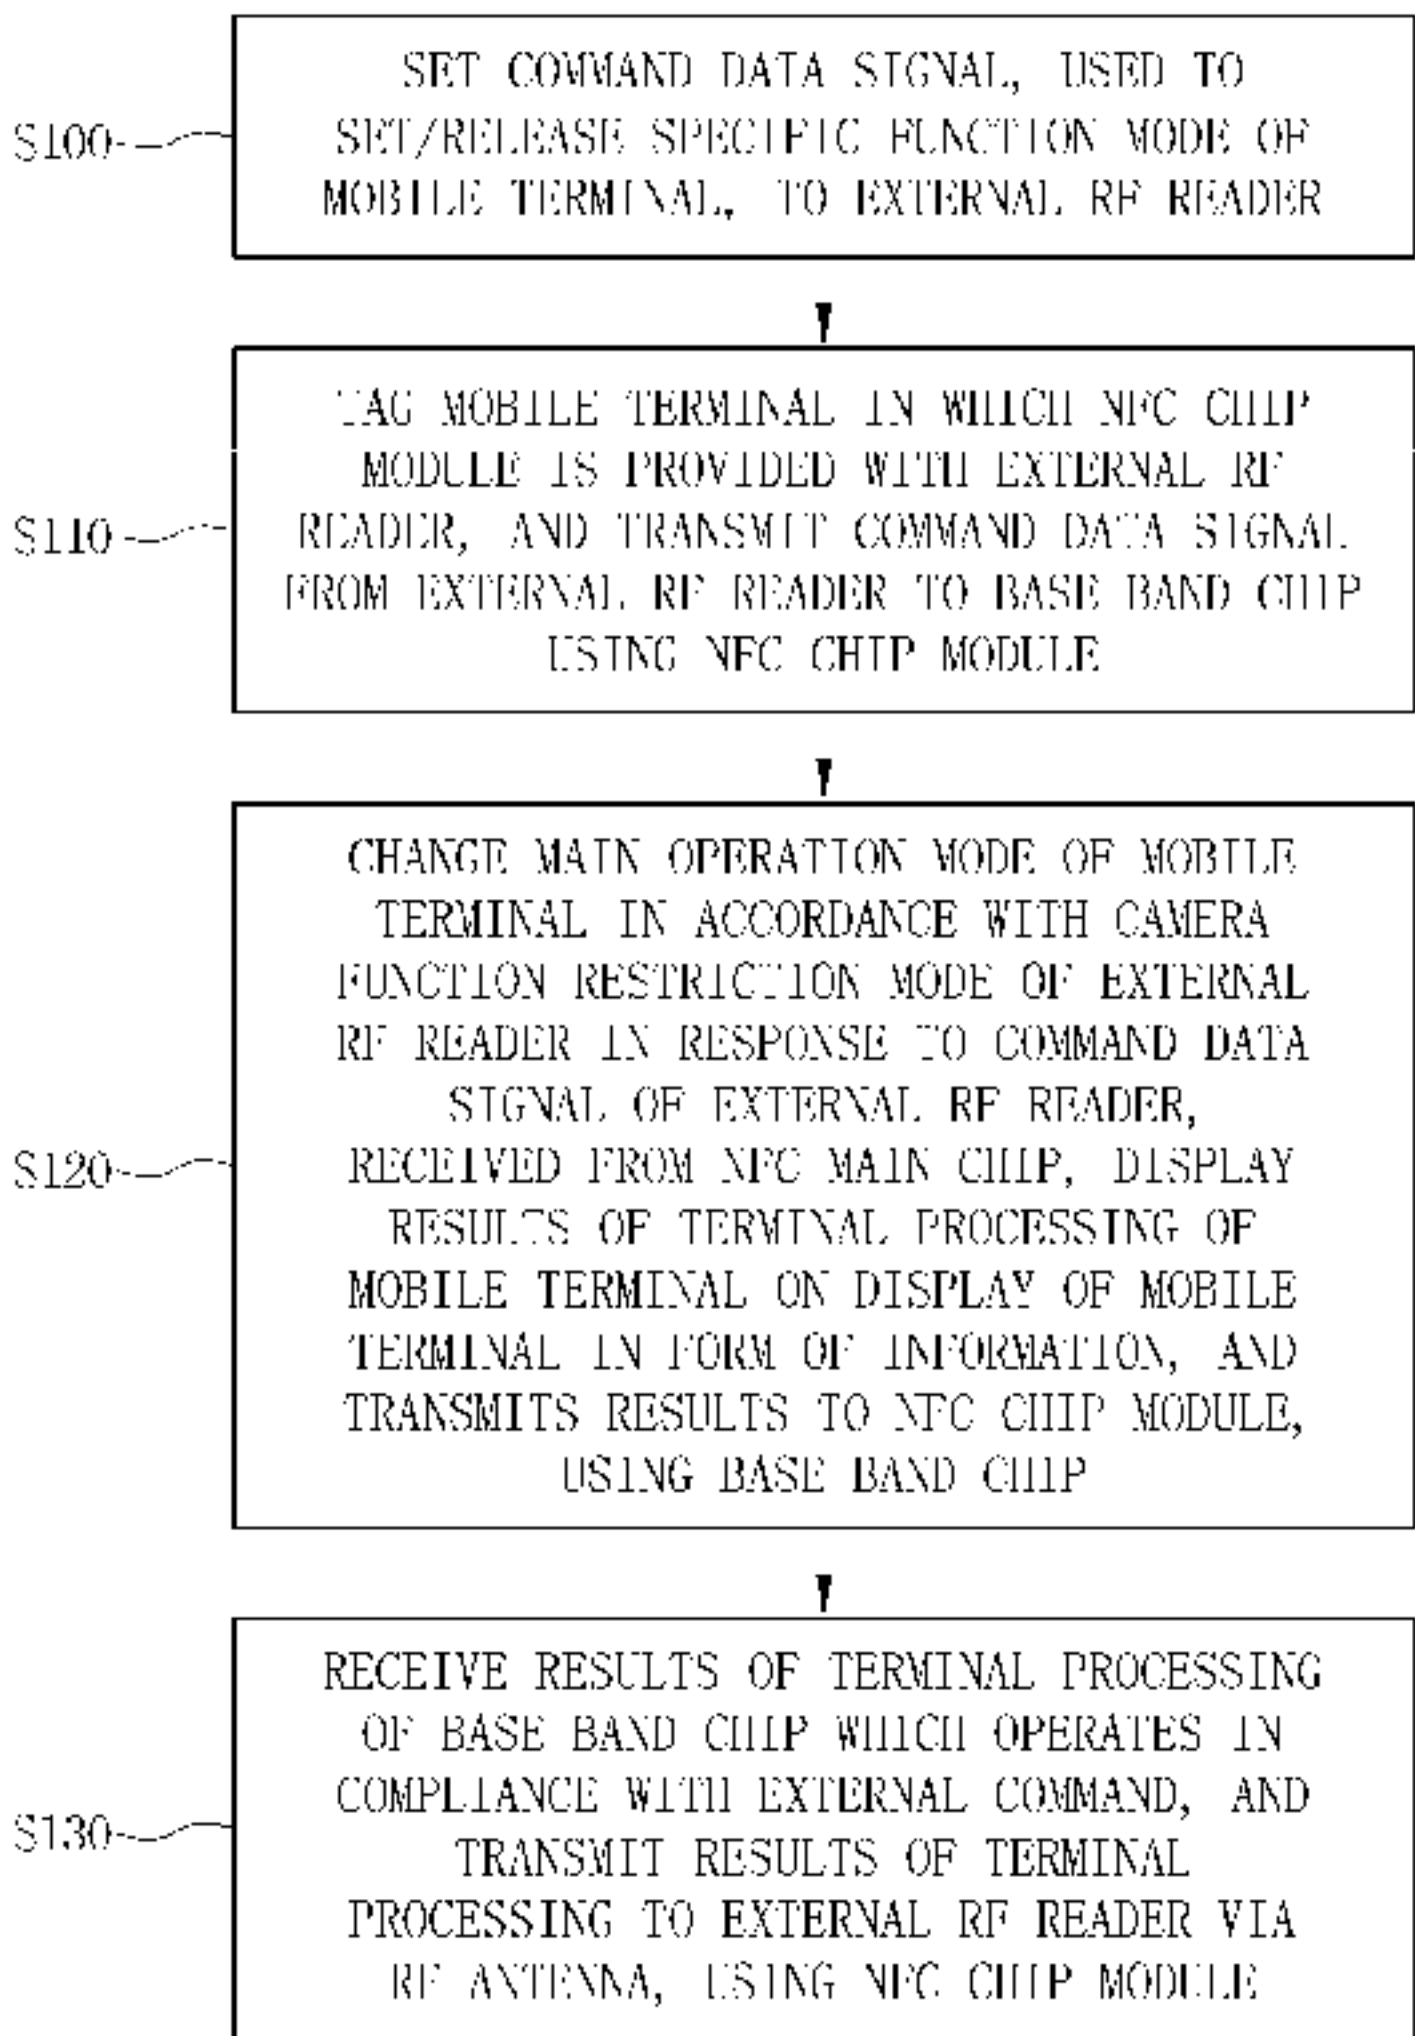 S100
SET COMMAND DATA SIGNAL, USED TO
SET/RELEASE SPECIFIC FUNCTION MODE OF
MOBILE TERMINAL, TO EXTERNAL RF READER
S110
TAG MOBILE TERMINAL IN WHICH NFC CHIP
MODULE IS PROVIDED WITH EXTERNAL RF
READER, AND TRANSMIT COMMAND DATA SIGNAL
FROM EXTERNAL RF READER TO BASE BAND CHIP
USING NFC CHIP MODULE
S120
CHANGE MAIN OPERATION MODE OF MOBILE
TERMINAL IN ACCORDANCE WITH CAMERA
FUNCTION RESTRICTION MODE OF EXTERNAL
RF READER IN RESPONSE TO COMMAND DATA
SIGNAL OF EXTERNAL RF READER,
RECEIVED FROM NFC MAIN CHIP, DISPLAY
RESULTS OF TERMINAL PROCESSING OF
MOBILE TERMINAL ON DISPLAY OF MOBILE
TERMINAL IN FORM OF INFORMATION, AND
TRANSMITS RESULTS TO NFC CHIP MODULE,
USING BASE BAND CHIP
S130
RECEIVE RESULTS OF TERMINAL PROCESSING
OF BASE BAND CHIP WHICH OPERATES IN
COMPLIANCE WITH EXTERNAL COMMAND, AND
TRANSMIT RESULTS OF TERMINAL
PROCESSING TO EXTERNAL RF READER VIA
RF ANTENNA, USING NFC CHIP MODULE